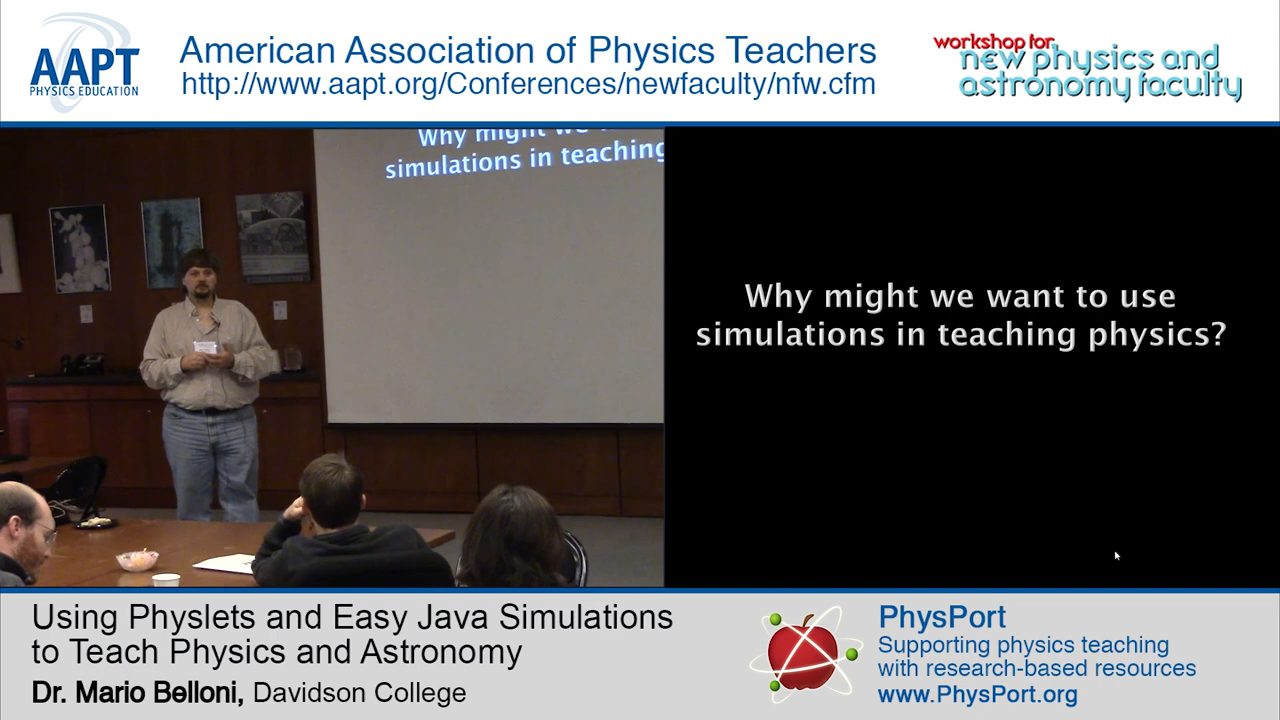 AAPT
PHYSICS EDUCATION
American Association of Physics Teachers
http://www.aapt.org/Conferences/newfaculty/nfw.cfm
workshop for
new physics and
astronomy faculty
Why might we
simulations in teaching
Why might we want to use
simulations in teaching physics?
Using Physlets and Easy Java Simulations
to Teach Physics and Astronomy
Dr. Mario Belloni, Davidson College
PhysPort
Supporting physics teaching
with research-based resources
www.PhysPort.org